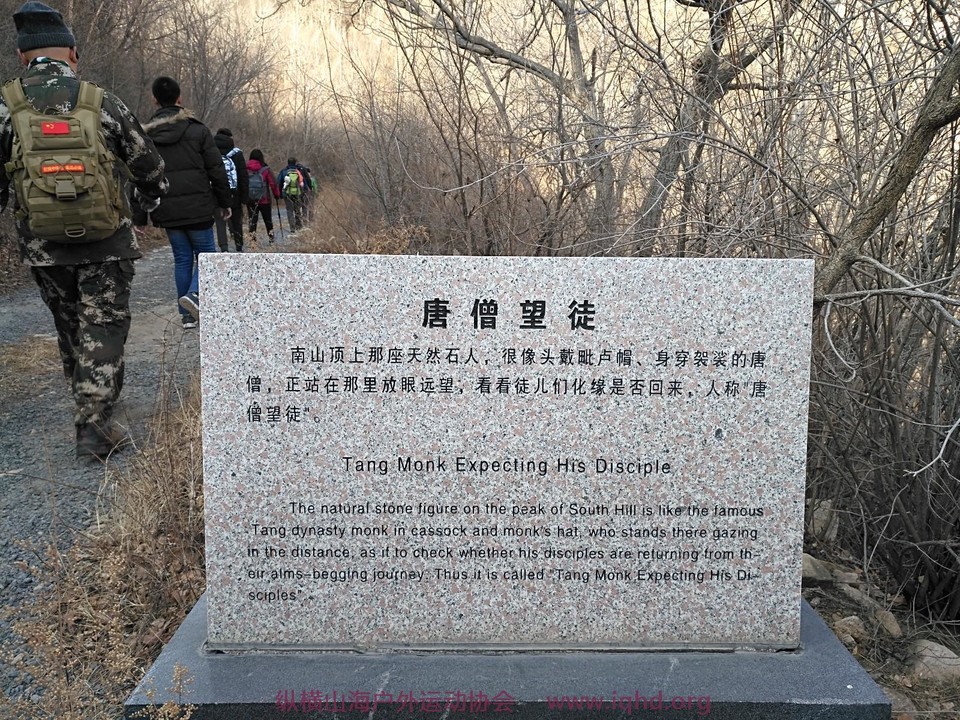 唐僧望徒
南山顶上那座天然石人，很像头戴毗卢帽、身穿袈裟的唐
僧，正站在那里放眼远望，看看徒儿们化缘是否回来，人称"唐
僧望徒"。
Tang Monk Expecting His Disciple
The natural stone figure on the peak of South Hill is like the famous
Tang dynasty monk in cassock and monk's hat, who stands there gazing
in the distance, as if to check whether his disciples are returning from th-
eir alms-begging journey. Thus it is called "Tang Monk Expecting His Di-
sciples".
纵横山海户外运动协会 www.iqhd.org